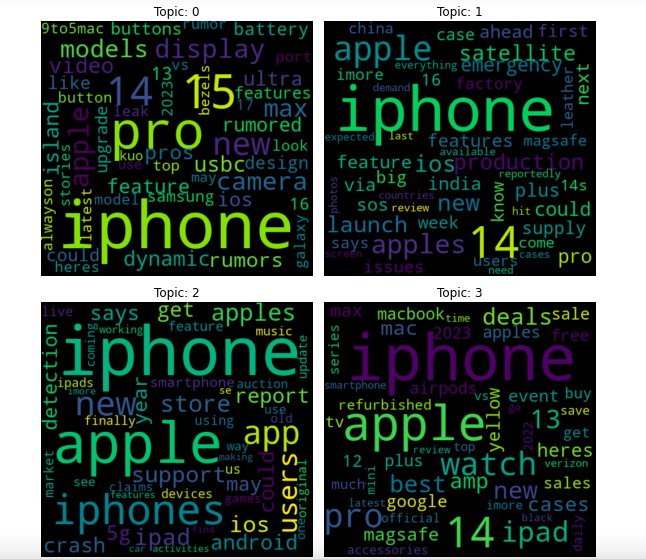 Topic: 0
9to5mac buttons rumor battery
models display port
video 13 vs ultra
like 14 2023 15 bezels features
button leak 17 max
island apple upgrade pro rumored
kuo pros new look
stories use top usbc design
feature may camera
latest model samsung ios 16
alwayson iphone galaxy
could
heres dynamic rumors
Topic: 1
china case ahead first
apple satellite
everything emergency
imore 16 factory leather next
demand
iphone
expected last features magsafe
available
feature ios production
reportedly
via big india plus 14s
photos countries know
sos review new hit could
launch week 14 supply
says apples come
screen users cases pro
issues need
Topic: 2
live says get apples
coming working feature music
iphone update
detection ipads smartphone auction
imore year se report
new store use
finally using old
apple app
way making
market support us could users
see claims may
iphones features devices games
one original
5g ipad find ios
crash car activities android
Topic: 3
max macbook time deals sale
mac 2023 apples free
series iphone
smartphone airpods
refurbished vs event buy
tv apple yellow go 13 save
2022 get
review top heres
12 plus watch verizon
much mini best amp new sales
latest google imore cases
pro official black
magsafe 14 ipad daily
accessories